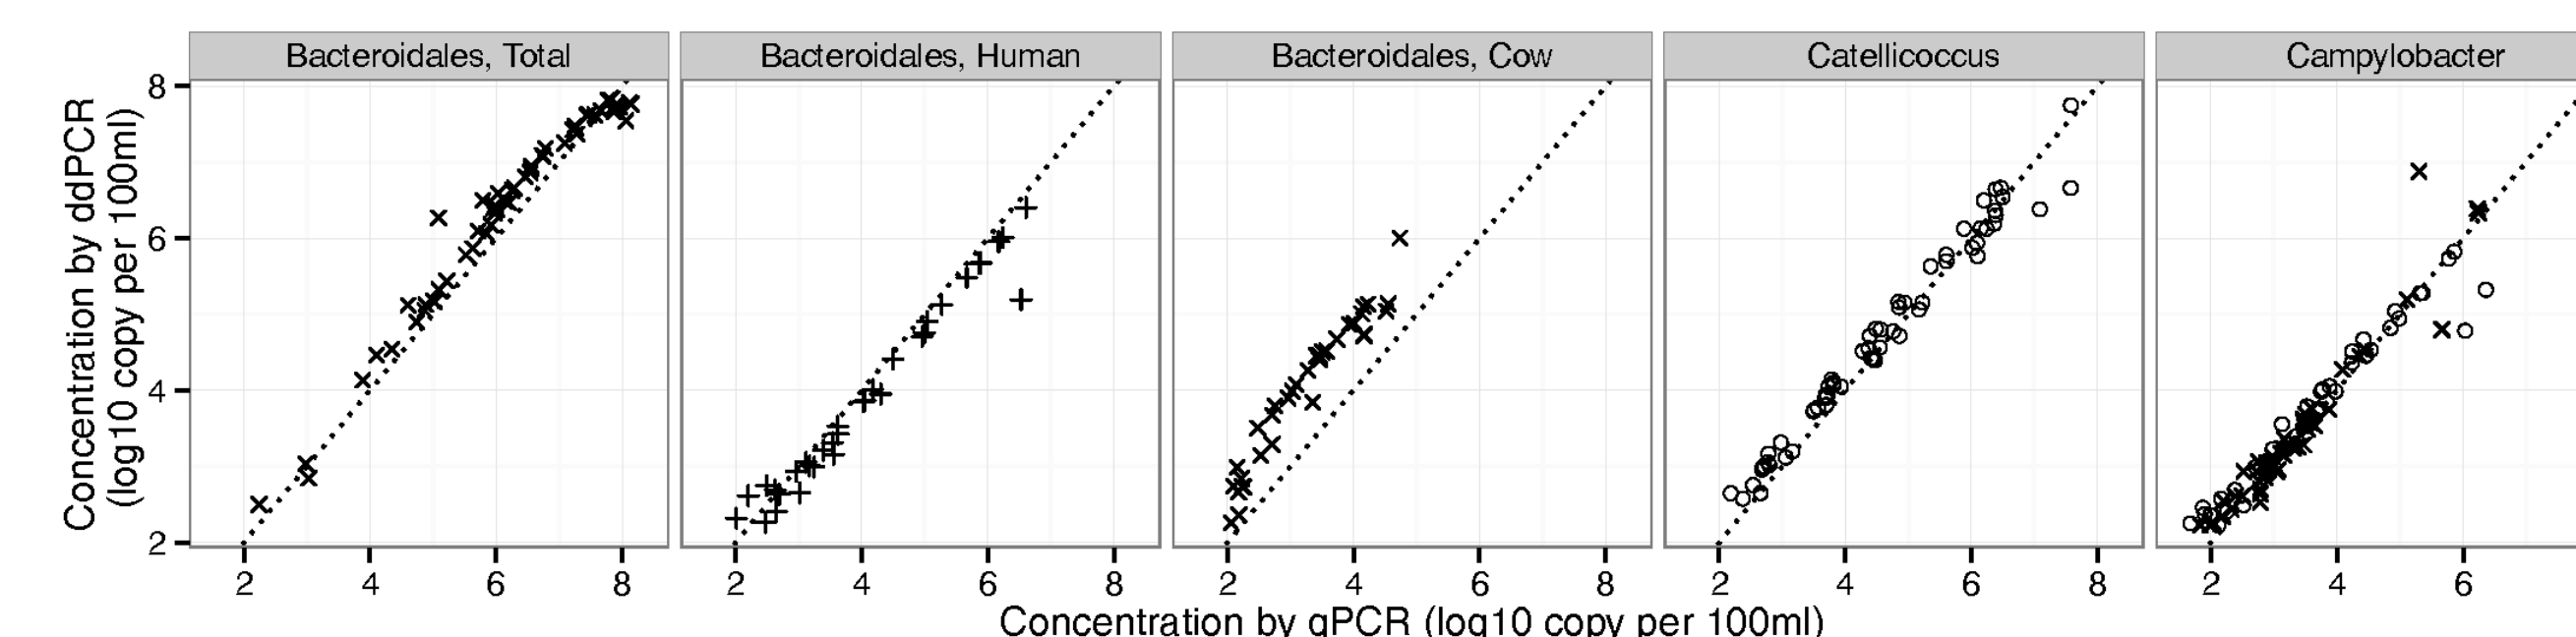 Bacteroidales, Total
Bacteroidales, Human
Bacteroidales, Cow
Catellicoccus
Campylobacter
Concentration by ddPCR
(log10 copy per 100ml)
8
6
4
2
2 4 6 8
2 4 6 8
2 4 6 8
2 4 6 8
2 4 6
Concentration by qPCR (log10 copy per 100ml)